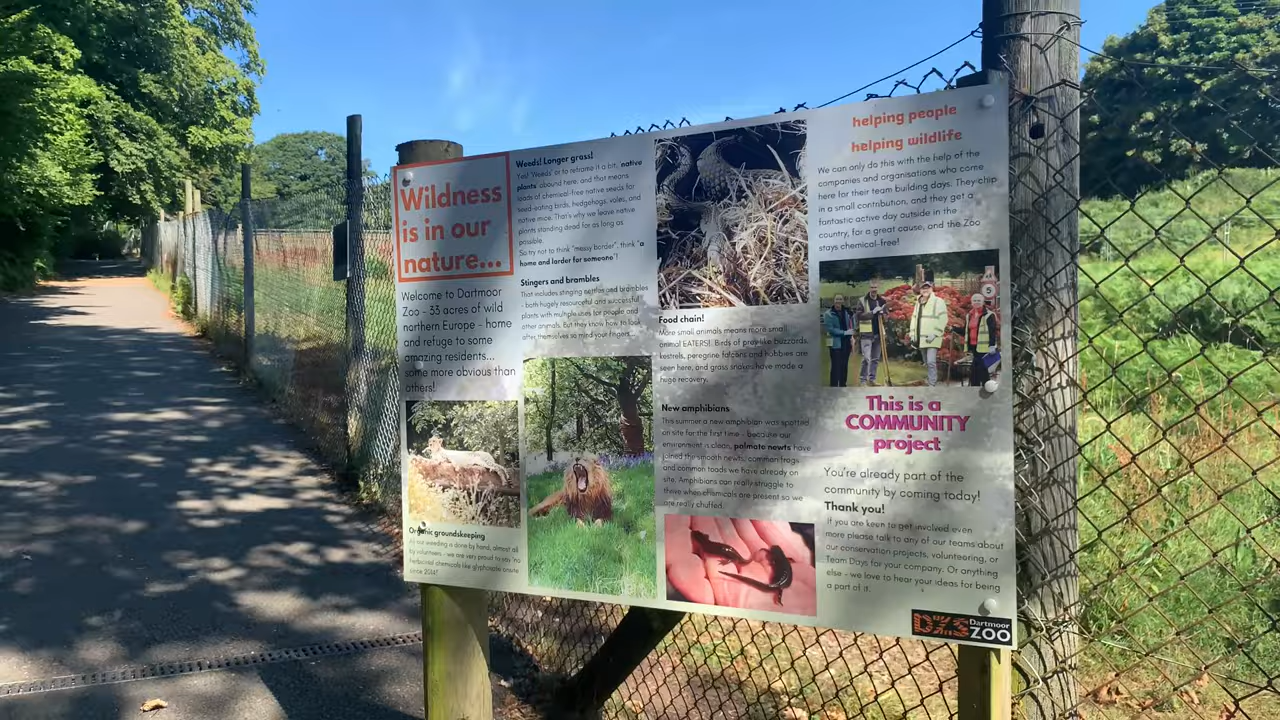 Wildness
is in our
nature...
Welcome to Dartmoor
Zoo - 33 acres of wild
northern Europe - home
and refuge to some
amazing residents...
some more obvious than
others!
Organic groundskeeping
All our weeding is done by hand, almost all
by volunteers - we are very proud to say 'no'
herbicinal chemicals like glyphosate onsite
since 2014!
Weeds! Longer grass!
Yes! 'Weeds' or to reframe it a bit, native
plants abound here, and that means
loads of chemical-free native seeds for
seed-eating birds, hedgehogs, voles, and
native mice. That's why we leave native
plants standing dead for as long as
possible.
So try not to think "messy border", think "a
home and larder for someone"!
Stingers and brambles
That includes stinging nettles and brambles
- both hugely resourceful and successful
plants with multiple uses for people and
other animals. But they know how to look
after themselves so mind your fingers!
Food chain!
More small animals means more small
animal EATERS! Birds of prey like buzzards,
kestrels, peregrine falcons and hobbies are
seen here, and grass snakes have made a
huge recovery.
New amphibians
This summer a new amphibian was spotted
on site for the first time - because our
environment is clean, palmate newts have
joined the smooth newts, common frogs
and common toads we have already on
site. Amphibians can really struggle to
thrive when chemicals are present so we
are really chuffed.
helping people
helping wildlife
We can only do this with the help of the
companies and organisations who come
here for their team building days. They chip
in a small contribution, and they get a
fantastic active day outside in the
country, for a great cause, and the Zoo
stays chemical-free!
This is a
COMMUNITY
project
You're already part of the
community by coming today!
Thank you!
If you are keen to get involved even
more please talk to any of our teams about
our conservation projects, volunteering, or
Team Days for your company. Or anything
else - we love to hear your ideas for being
a part of it.
DZS Dartmoor
ZOO